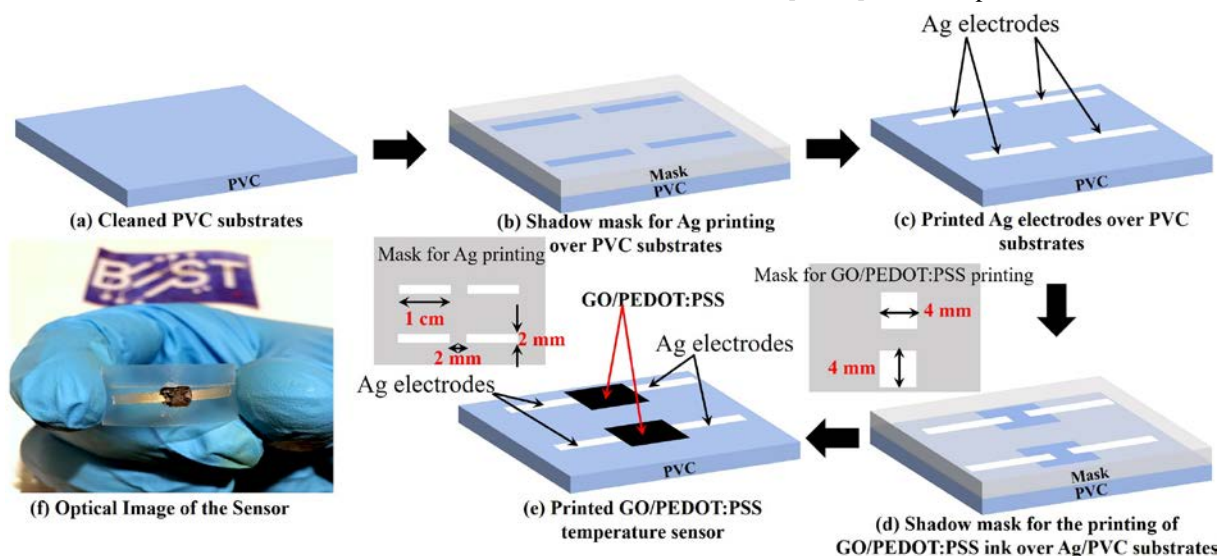 Ag electrodes
PVC
(a) Cleaned PVC substrates
Mask
PVC
(b) Shadow mask for Ag printing
over PVC substrates
(c) Printed Ag electrodes over PVC
substrates
BEST
(f) Optical Image of the Sensor
Mask for Ag printing
1 cm
2 mm
2 mm
GO/PEDOT:PSS
Ag electrodes
Ag electrodes
PVC
(e) Printed GO/PEDOT:PSS
temperature sensor
Mask for GO/PEDOT:PSS printing
4 mm
4 mm
Mask
PVC
(d) Shadow mask for the printing of
GO/PEDOT:PSS ink over Ag/PVC substrates